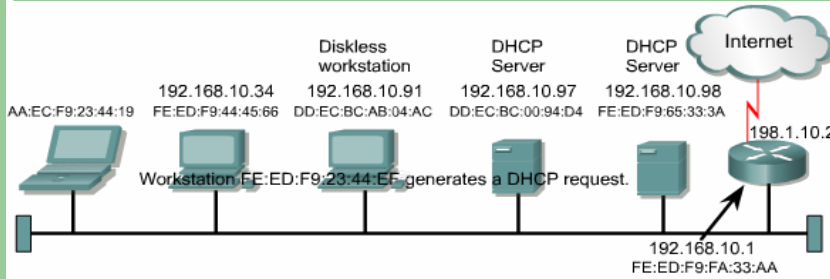 Diskless
workstation
DHCP
Server
DHCP
Server
Internet
192.168.10.34
192.168.10.91
192.168.10.97
192.168.10.98
AA:EC:F9:23:44:19
FE:ED:F9:44:45:66
DD:EC:BC:AB:04:AC
DD:EC:BC:00:94:D4
FE:ED:F9:65:33:3A
198.1.10.2
Workstation FE:ED:F9:23:44:EF generates a DHCP request.
192.168.10.1
FE:ED:F9:FA:33:AA